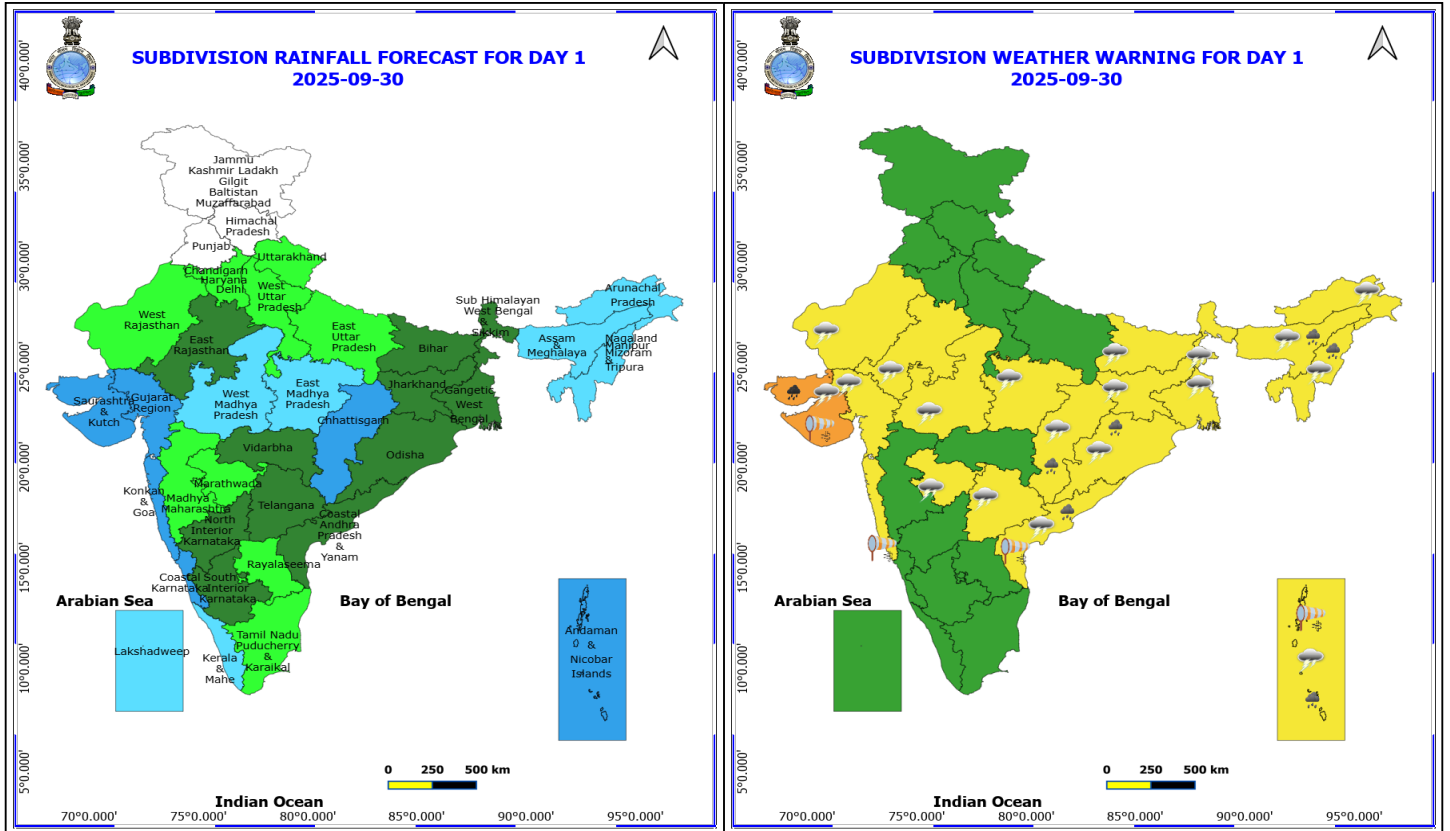 SUBDIVISION RAINFALL FORECAST FOR DAY 1
2025-09-30
40°0.000'
35°0.000'
30°0.000'
25°0.000'
20°0.000'
15°0.000'
10°0.000'
5°0.000'
Jammu
Kashmir Ladakh
Gilgit
Baltistan
Muzaffarabad
Himachal
Pradesh
Punjab
Uttarakhand
Chandigarh
Haryana
Delhi
West
Uttar
Pradesh
West
Rajasthan
East
Rajasthan
East
Uttar
Pradesh
Sub Himalayan
West Bengal
&
Sikkim
Arunachal
Pradesh
Assam
&
Meghalaya
Nagaland
Manipur
Mizoram
&
Tripura
Bihar
Jharkhand
Gangetic
West
Bengal
Saurashtra
&
Kutch
Gujarat
Region
West
Madhya
Pradesh
East
Madhya
Pradesh
Chhattisgarh
Vidarbha
Odisha
Konkan
&
Goa
Madhya
Maharashtra
Marathwada
Telangana
North
Interior
Karnataka
Coastal
Andhra
Pradesh
&
Yanam
Rayalaseema
Coastal
Karnataka
South
Interior
Karnataka
Tamil Nadu
Puducherry
&
Karaikal
Kerala
&
Mahe
Lakshadweep
Andaman
&
Nicobar
Islands
Arabian Sea
Bay of Bengal
0 250 500 km
Indian Ocean
70°0.000' 75°0.000' 80°0.000' 85°0.000' 90°0.000' 95°0.000'
SUBDIVISION WEATHER WARNING FOR DAY 1
2025-09-30
40°0.000'
35°0.000'
30°0.000'
25°0.000'
20°0.000'
15°0.000'
10°0.000'
5°0.000'
Arabian Sea
Bay of Bengal
0 250 500 km
Indian Ocean
70°0.000' 75°0.000' 80°0.000' 85°0.000' 90°0.000' 95°0.000'